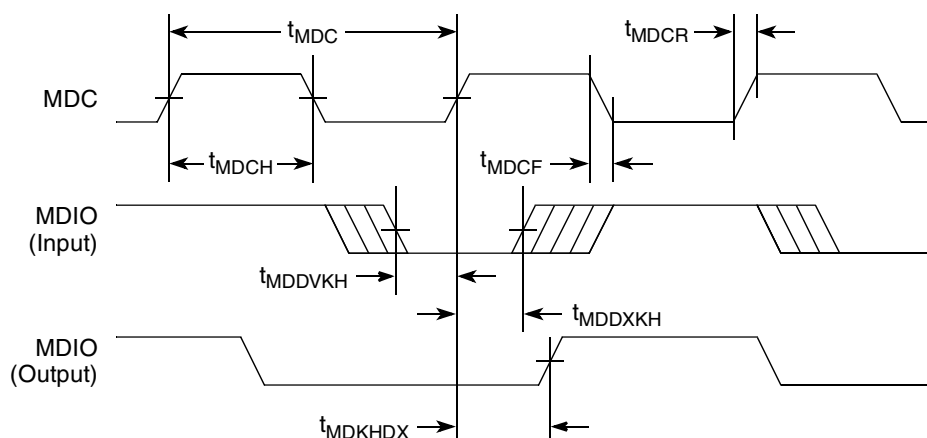 tMDC
tMDCR
MDC
tMDCH
tMDCF
MDIO
(Input)
tMDDVKH
tMDDXKH
MDIO
(Output)
tMDKHDX